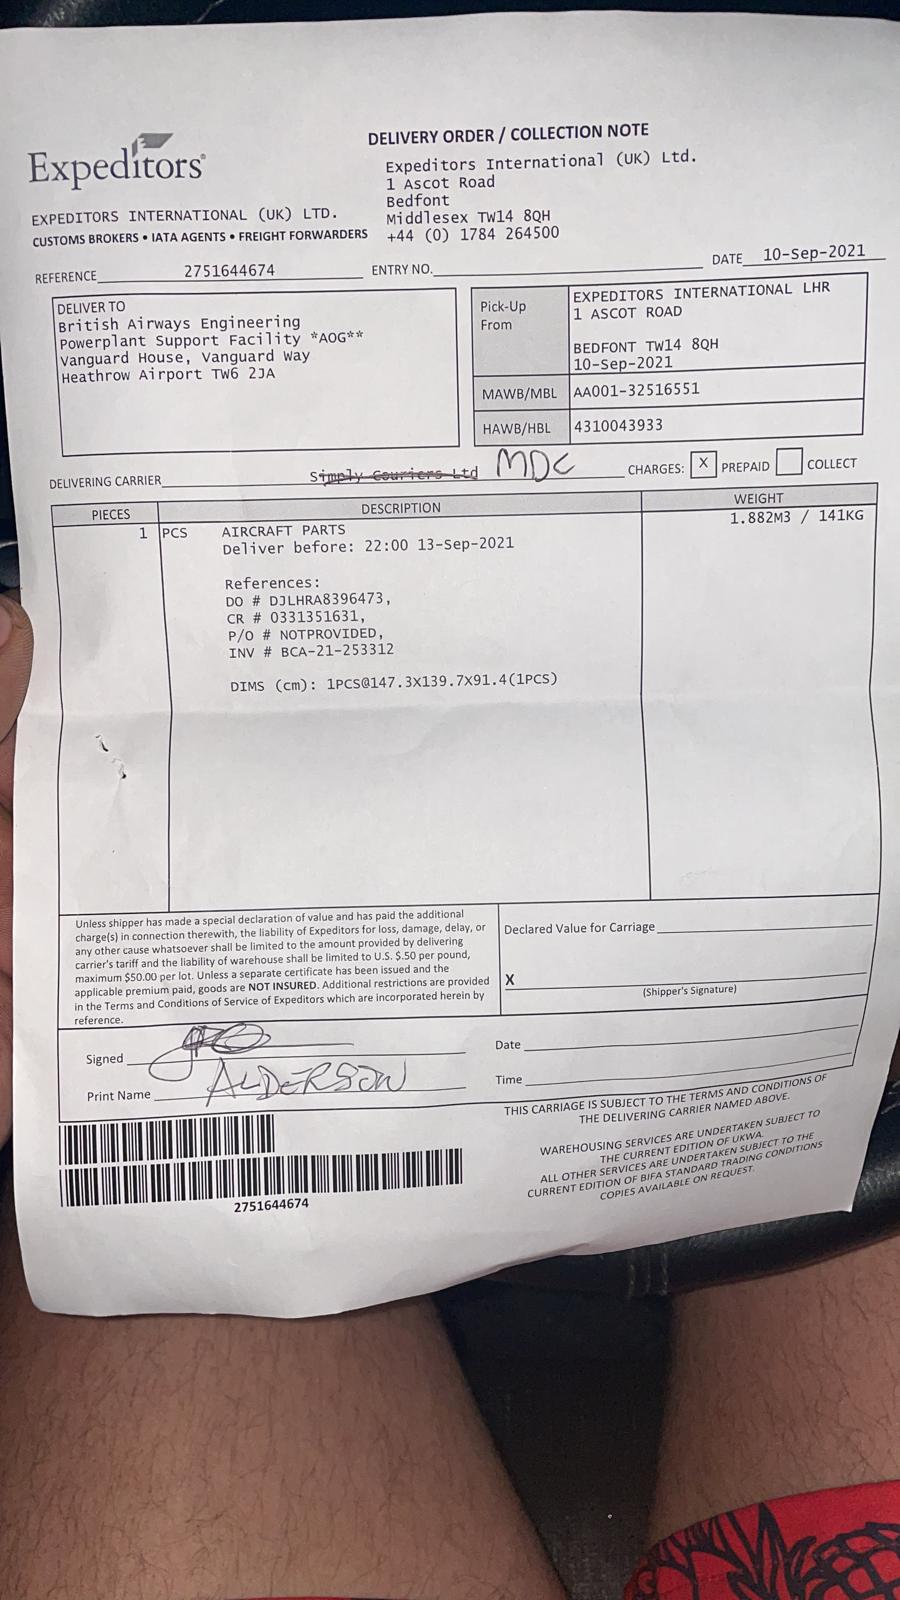 DELIVERY ORDER / COLLECTION NOTE
Expeditors®
Expeditors International (UK) Ltd.
1 Ascot Road
Bedfont
Middlesex TW14 8QH
+44 (0) 1784 264500
EXPEDITORS INTERNATIONAL (UK) LTD.
CUSTOMS BROKERS • IATA AGENTS • FREIGHT FORWARDERS
REFERENCE 2751644674 ENTRY NO. DATE 10-Sep-2021
DELIVER TO
British Airways Engineering
Powerplant Support Facility *AOG**
Vanguard House, Vanguard Way
Heathrow Airport TW6 2JA
Pick-Up
From
EXPEDITORS INTERNATIONAL LHR
1 ASCOT ROAD
BEDFONT TW14 8QH
10-Sep-2021
MAWB/MBL AA001-32516551
HAWB/HBL 4310043933
DELIVERING CARRIER Simply Couriers Ltd MDC CHARGES: X PREPAID COLLECT
PIECES DESCRIPTION WEIGHT
1 PCS AIRCRAFT PARTS 1.882M3 / 141KG
Deliver before: 22:00 13-Sep-2021
References:
DO # DJLHRA8396473,
CR # 0331351631,
P/O # NOTPROVIDED,
INV # BCA-21-253312
DIMS (cm): 1PCS@147.3X139.7X91.4(1PCS)
Unless shipper has made a special declaration of value and has paid the additional
charge(s) in connection therewith, the liability of Expeditors for loss, damage, delay, or
any other cause whatsoever shall be limited to the amount provided by delivering
carrier's tariff and the liability of warehouse shall be limited to U.S. $.50 per pound,
maximum $50.00 per lot. Unless a separate certificate has been issued and the
applicable premium paid, goods are NOT INSURED. Additional restrictions are provided
in the Terms and Conditions of Service of Expeditors which are incorporated herein by
reference.
Declared Value for Carriage
X
(Shipper's Signature)
Signed
Print Name ALDERSON
Date
Time
THIS CARRIAGE IS SUBJECT TO THE TERMS AND CONDITIONS OF
THE DELIVERING CARRIER NAMED ABOVE.
WAREHOUSING SERVICES ARE UNDERTAKEN SUBJECT TO
THE CURRENT EDITION OF UKWA.
ALL OTHER SERVICES ARE UNDERTAKEN SUBJECT TO THE
CURRENT EDITION OF BIFA STANDARD TRADING CONDITIONS
COPIES AVAILABLE ON REQUEST.
2751644674